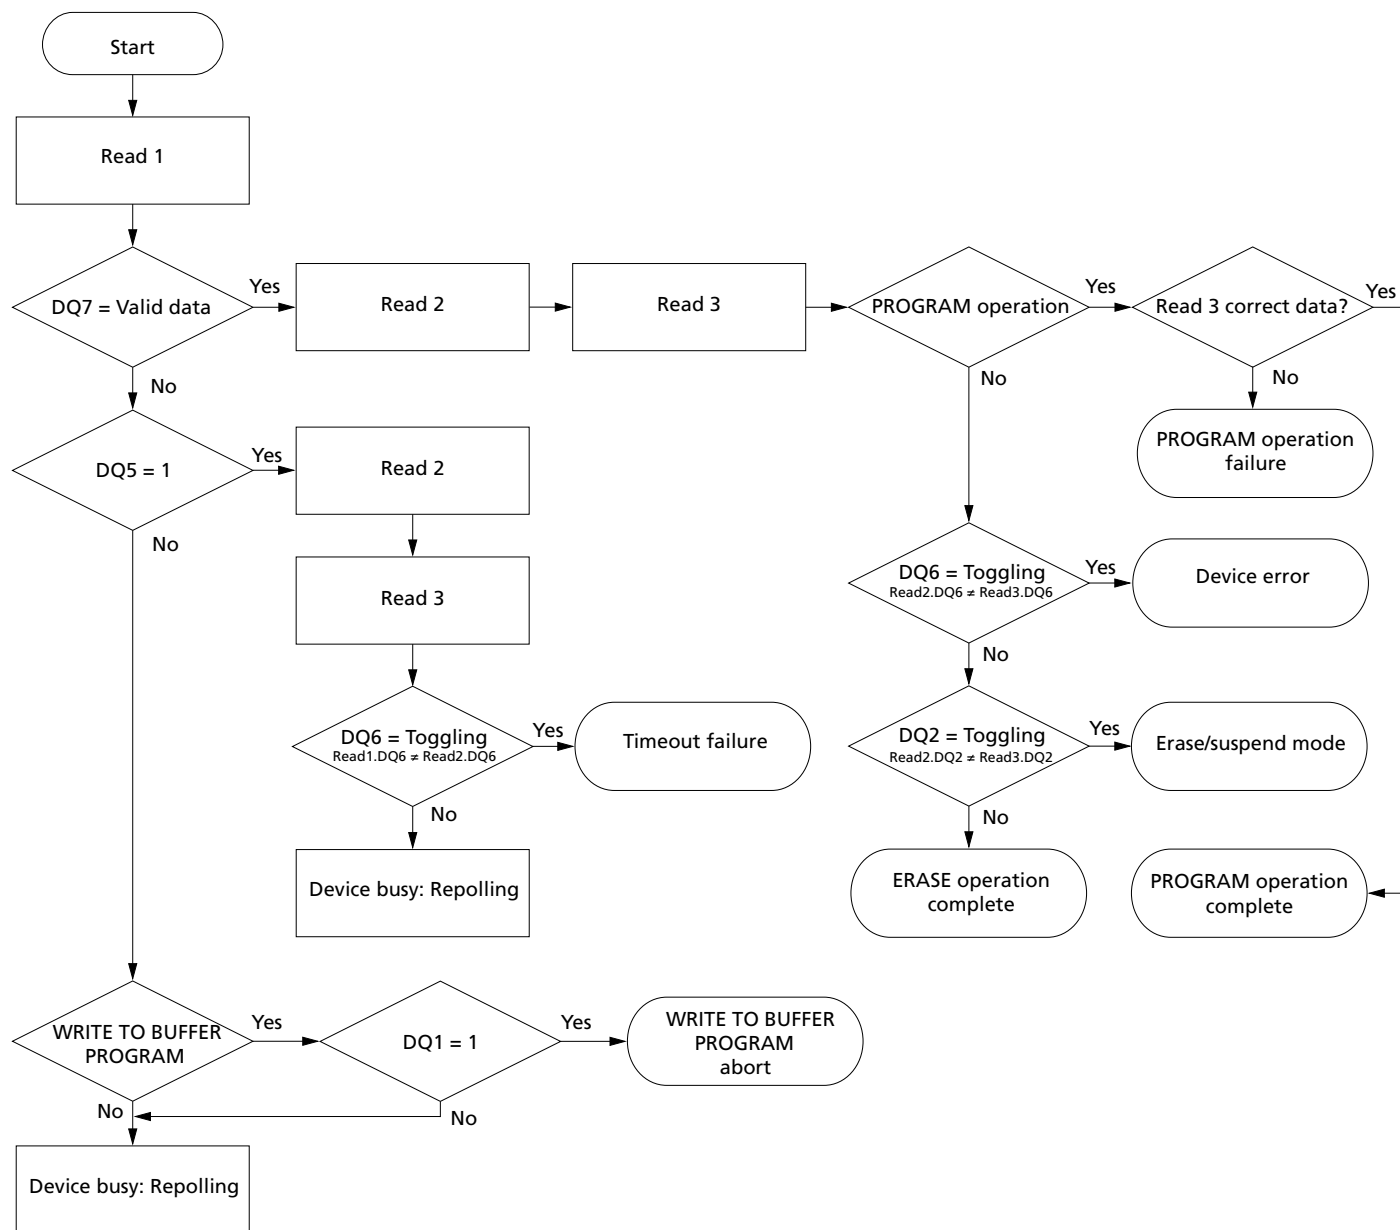 Start
Read 1
DQ7 = Valid data
Yes
Read 2
Read 3
PROGRAM operation
Yes
Read 3 correct data?
Yes
No
No
No
PROGRAM operation
failure
DQ5 = 1
Yes
Read 2
No
Read 3
DQ6 = Toggling
Read2.DQ6 ≠ Read3.DQ6
Yes
Device error
No
DQ6 = Toggling
Read1.DQ6 ≠ Read2.DQ6
Yes
Timeout failure
No
DQ2 = Toggling
Read2.DQ2 ≠ Read3.DQ2
Yes
Erase/suspend mode
No
Device busy: Repolling
ERASE operation
complete
PROGRAM operation
complete
WRITE TO BUFFER
PROGRAM
Yes
DQ1 = 1
Yes
WRITE TO BUFFER
PROGRAM
abort
No
No
Device busy: Repolling